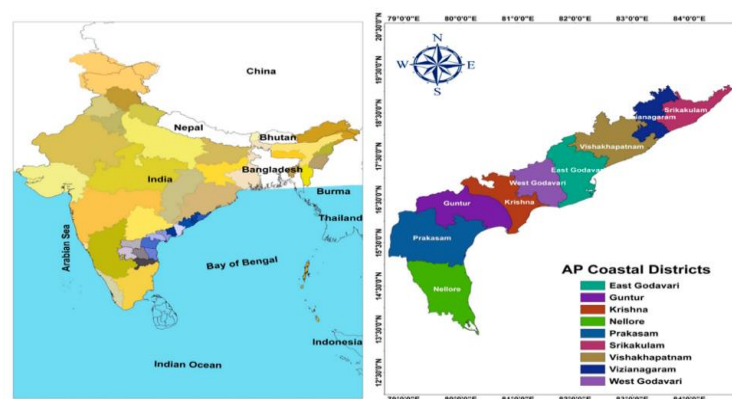 China
Nepal
Bhutan
Bangladesh
India
Burma
Thailand
Arabian Sea
Bay of Bengal
Indonesia
Indian Ocean
79°0'0"E 80°0'0"E 81°0'0"E 82°0'0"E 83°0'0"E 84°0'0"E
N
W E
S
Srikakulam
Vishakhapatnam
East Godavari
West Godavari
Krishna
Guntur
Prakasam
Nellore
AP Coastal Districts
East Godavari
Guntur
Krishna
Nellore
Prakasam
Srikakulam
Vishakhapatnam
Vizianagaram
West Godavari